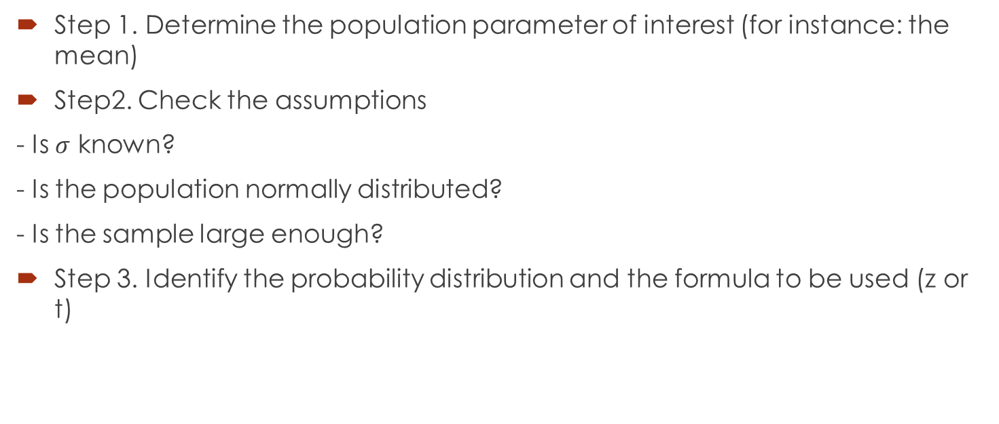 Step 1. Determine the population parameter of interest (for instance: the
mean)
Step2. Check the assumptions
- Is σ known?
- Is the population normally distributed?
- Is the sample large enough?
Step 3. Identify the probability distribution and the formula to be used (z or
t)